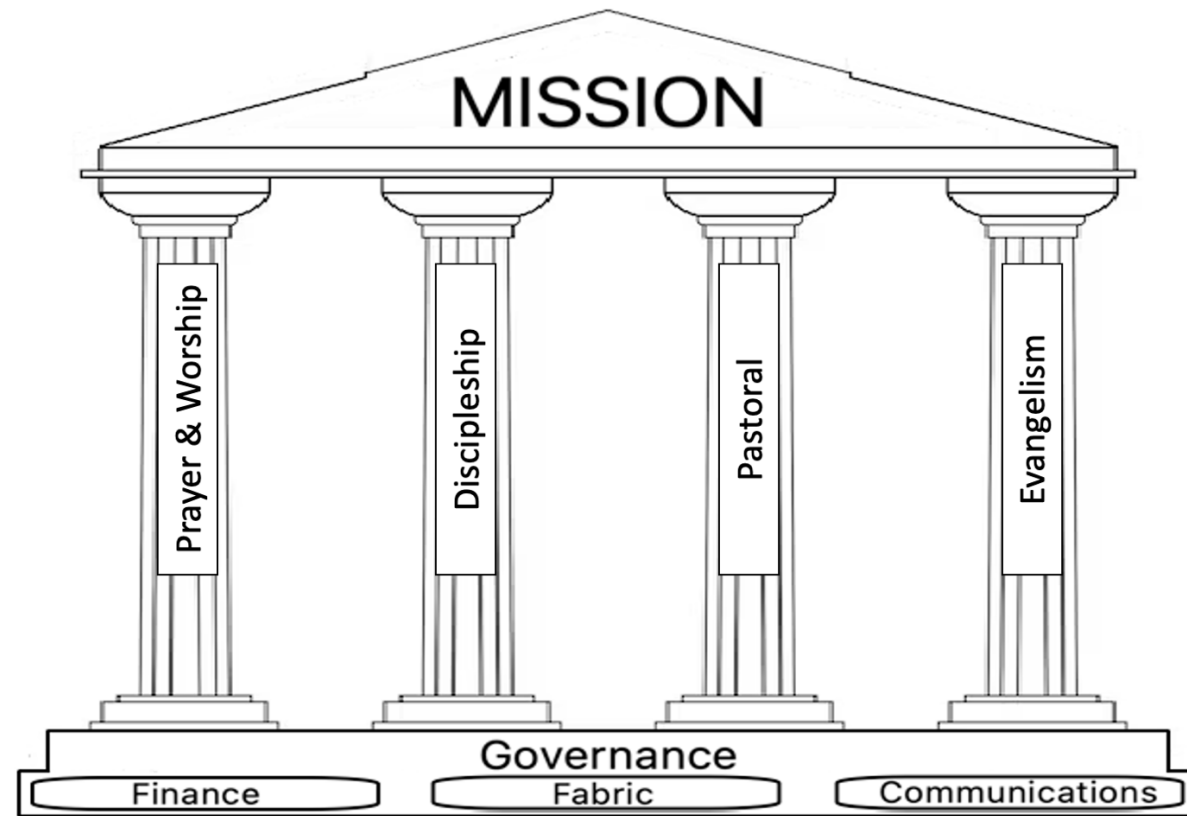 MISSION
Prayer & Worship
Discipleship
Pastoral
Evangelism
Governance
Finance
Fabric
Communications